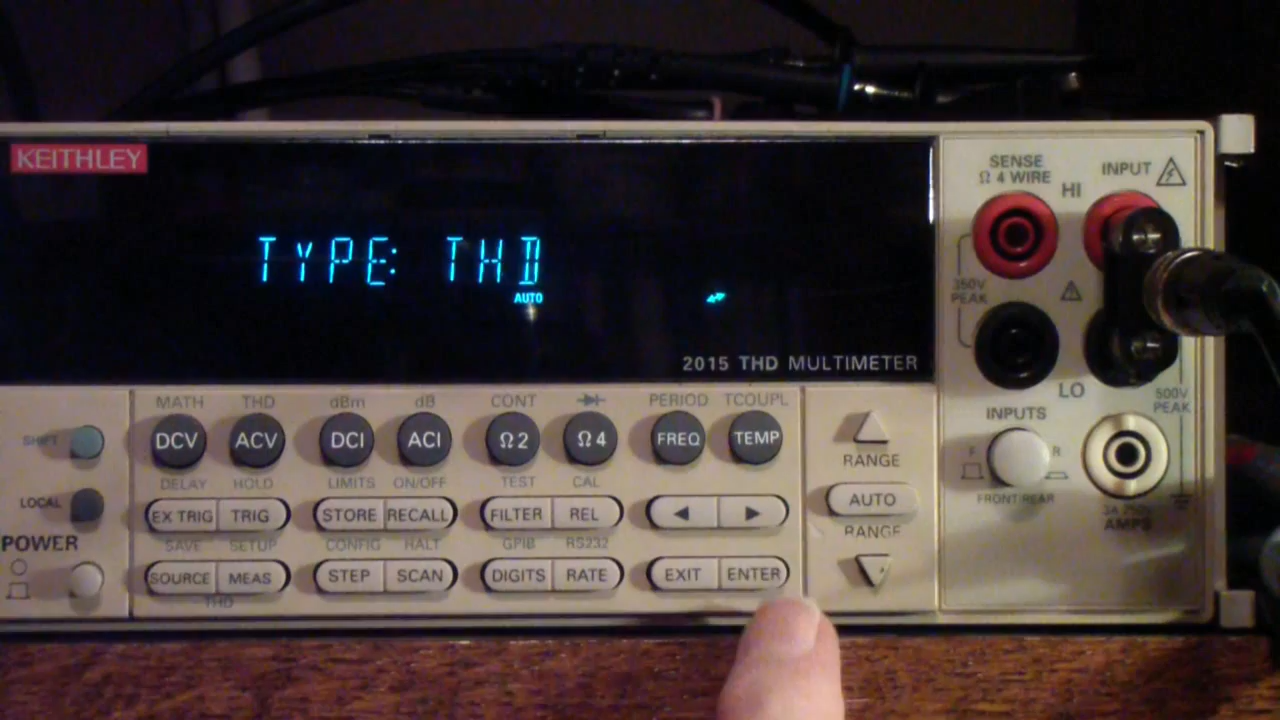 KEITHLEY
TYPE: THD
AUTO
2015 THD MULTIMETER
SENSE
Ω 4 WIRE
HI
INPUT
350V
PEAK
LO
500V
PEAK
INPUTS
F R
FRONT/REAR
AMPS
MATH THD dBm dB CONT PERIOD TCOUPL
SHIFT DCV ACV DCI ACI Ω2 Ω4 FREQ TEMP
RANGE
DELAY HOLD LIMITS ON/OFF TEST CAL
LOCAL EX TRIG TRIG STORE RECALL FILTER REL ◀ ▶ AUTO
RANGE
POWER
SAVE SETUP CONFIG HALT GPIB RS232
SOURCE MEAS STEP SCAN DIGITS RATE EXIT ENTER
THD